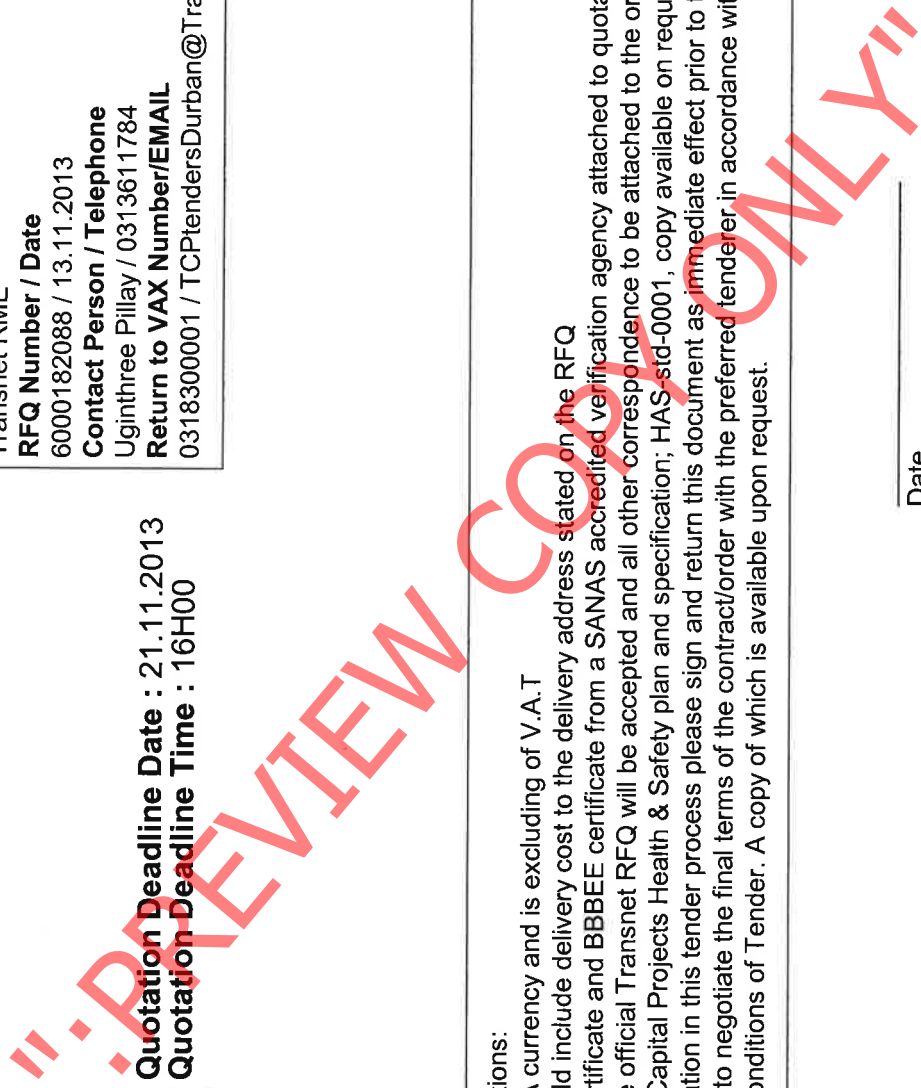 RFQ Number / Date
6000182088 / 13.11.2013
Contact Person / Telephone
Uginthree Pillay / 0313611784
Return to VAX Number/EMAIL
0318300001 / TCPtendersDurban@Tra
Quotation Deadline Date : 21.11.2013
Quotation Deadline Time : 16H00
tions:
A currency and is excluding of V.A.T
ld include delivery cost to the delivery address stated on the RFQ
rtificate and BBBEE certificate from a SANAS accredited verification agency attached to quota
e official Transnet RFQ will be accepted and all other correspondence to be attached to the or
Capital Projects Health & Safety plan and specification; HAS-std-0001, copy available on requ
ation in this tender process please sign and return this document as immediate effect prior to t
to negotiate the final terms of the contract/order with the preferred tenderer in accordance wit
onditions of Tender. A copy of which is available upon request.
Date
":PREVIEW COPY ONLY"